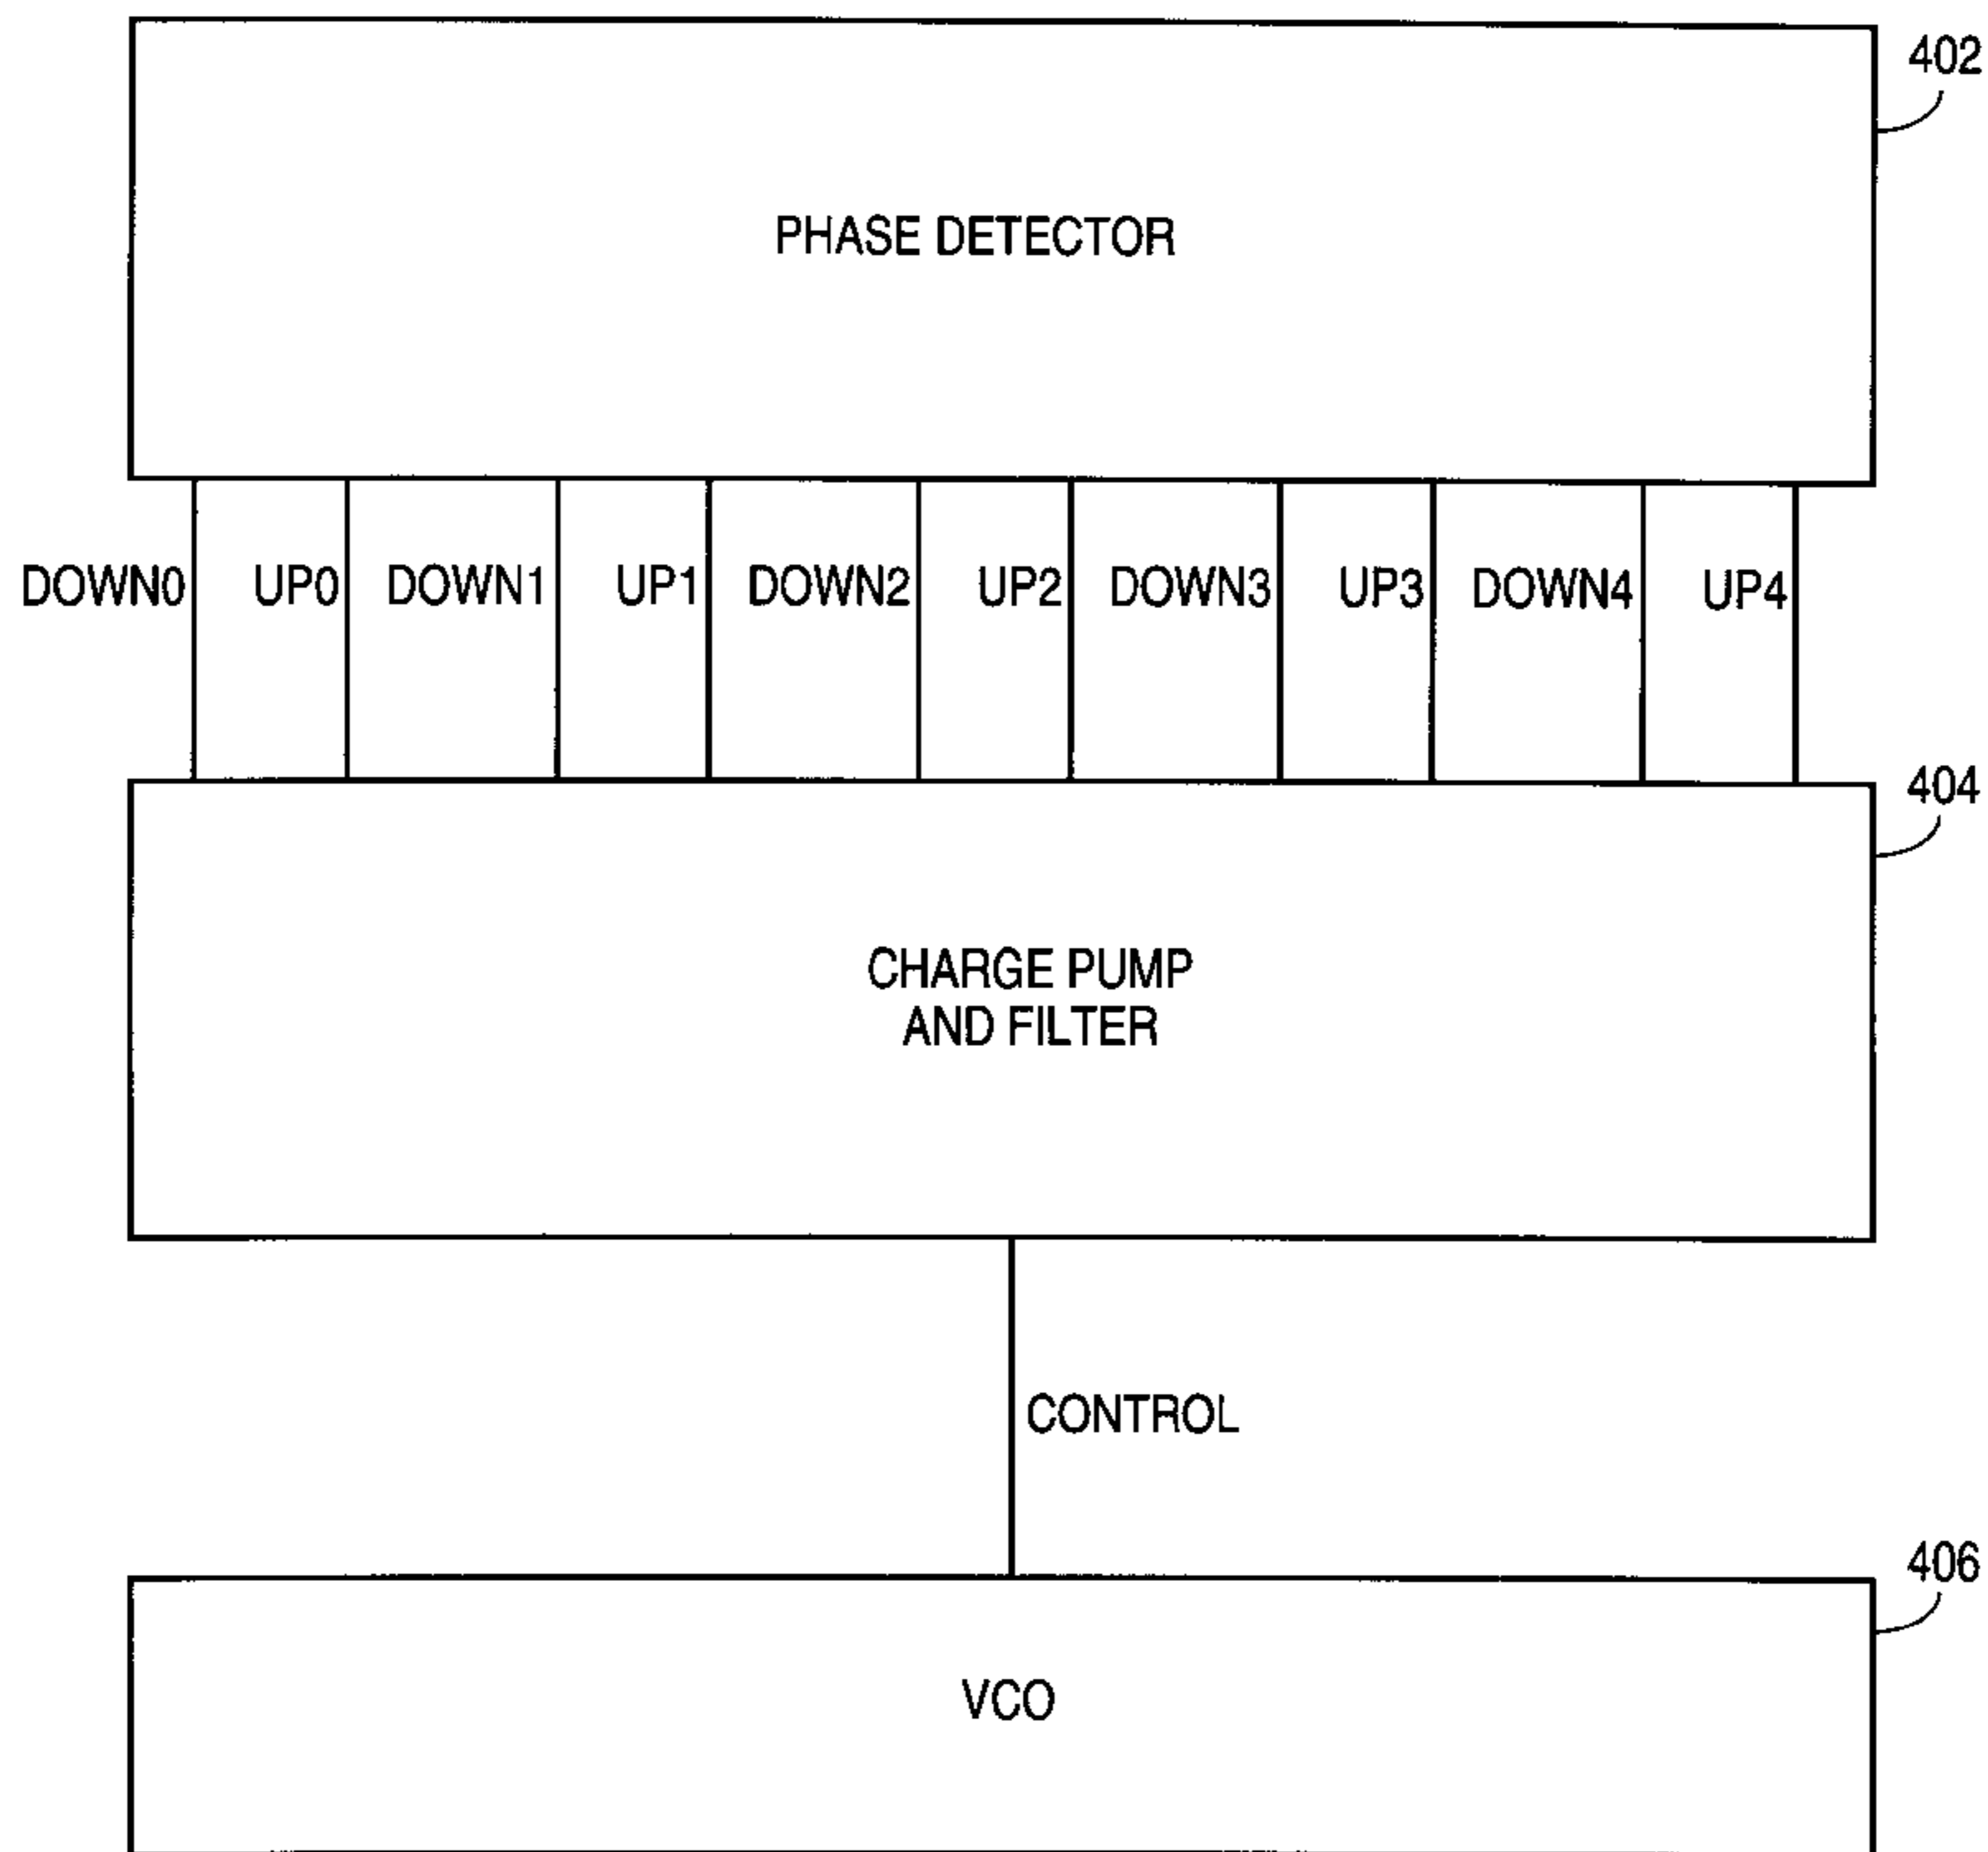 402
PHASE DETECTOR
DOWN0 UP0 DOWN1 UP1 DOWN2 UP2 DOWN3 UP3 DOWN4 UP4
404
CHARGE PUMP
AND FILTER
CONTROL
406
VCO